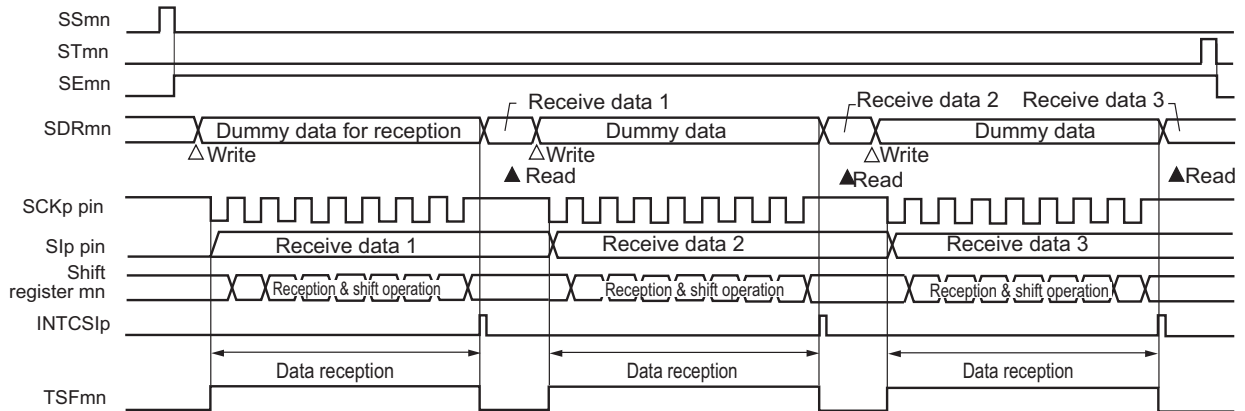 SSmn
STmn
SEmn
Receive data 1
Receive data 2
Receive data 3
SDRmn
Dummy data for reception
Dummy data
Dummy data
△Write
△Write
△Write
▲ Read
▲Read
▲Read
SCKp pin
SIp pin
Receive data 1
Receive data 2
Receive data 3
Shift
register mn
Reception & shift operation
Reception & shift operation
Reception & shift operation
INTCSIp
Data reception
Data reception
Data reception
TSFmn